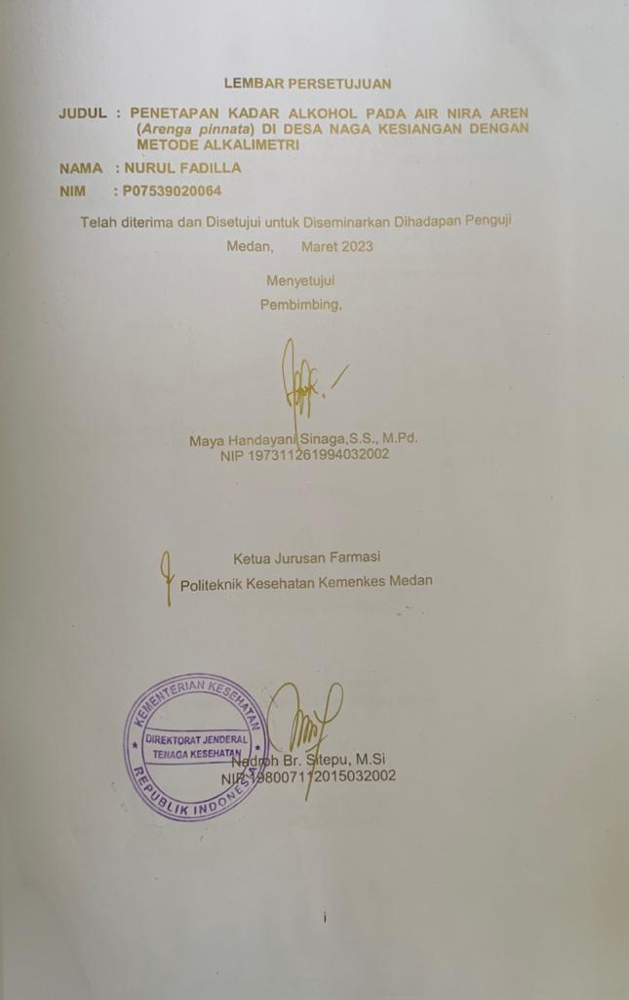 LEMBAR PERSETUJUAN
JUDUL : PENETAPAN KADAR ALKOHOL PADA AIR NIRA AREN
(Arenga pinnata) DI DESA NAGA KESIANGAN DENGAN
METODE ALKALIMETRI
NAMA : NURUL FADILLA
NIM : P07539020064
Telah diterima dan Disetujui untuk Diseminarkan Dihadapan Penguji
Medan, Maret 2023
Menyetujui
Pembimbing,
Maya Handayani Sinaga,S.S., M.Pd.
NIP 197311261994032002
Ketua Jurusan Farmasi
Politeknik Kesehatan Kemenkes Medan
KEMENTERIAN KESEHATAN
DIREKTORAT JENDERAL
TENAGA KESEHATAN
REPUBLIK INDONESIA
Nadroh Br. Sitepu, M.Si
NIP 198007112015032002
i